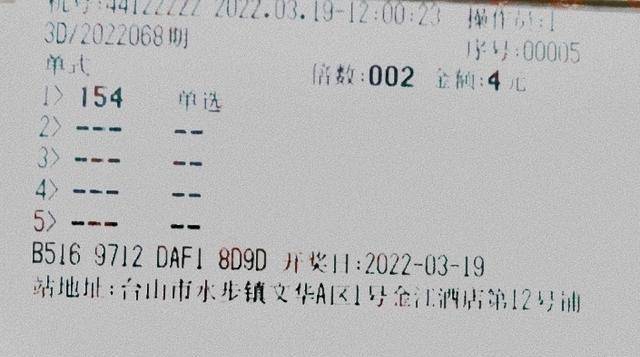 机号:44122222 2022.03.19-12:00:23 操作员:1
3D/2022068期 序号:00005
单式 倍数:002 金额:4元
1> 154 单选
2> --- --
3> --- --
4> --- --
5> --- --
B516 9712 DAF1 8D9D 开奖日:2022-03-19
站地址:台山市水步镇文华A区1号金江酒店第12号铺